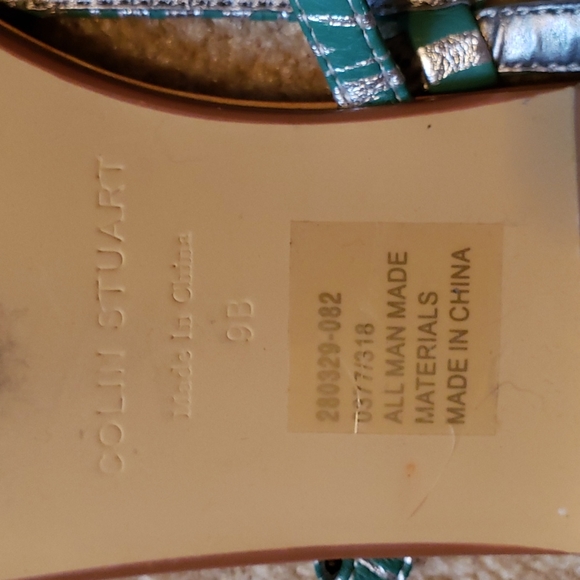 COLIN STUART
Made In China
9B
280329-082
0377/318
ALL MAN MADE
MATERIALS
MADE IN CHINA